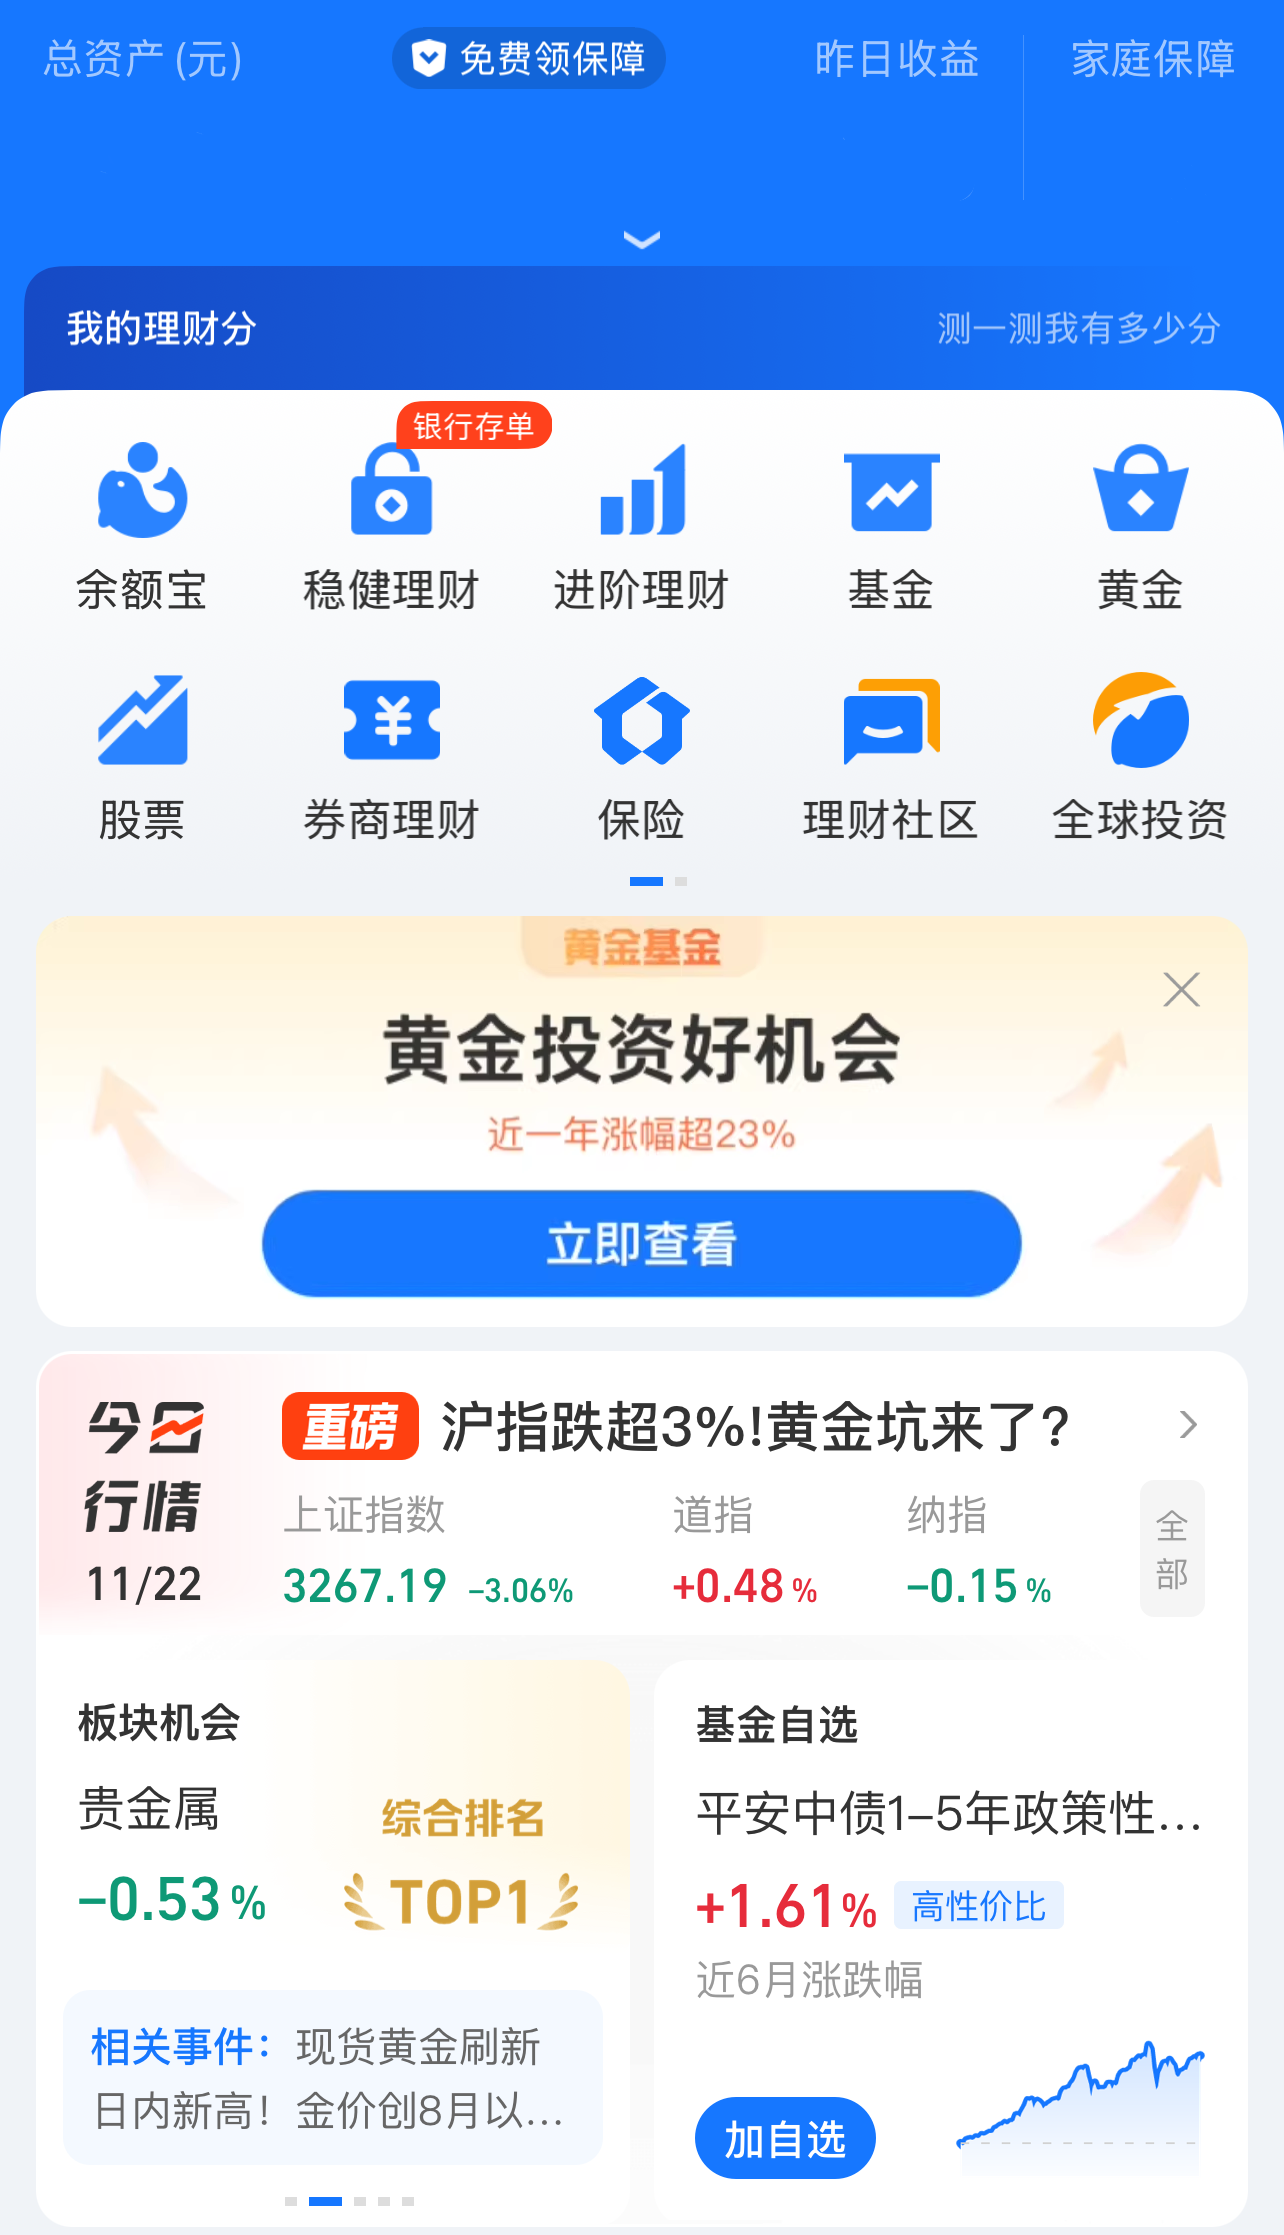 总资产 (元)
免费领保障
昨日收益
家庭保障
我的理财分
测一测我有多少分
银行存单
余额宝
稳健理财
进阶理财
基金
黄金
股票
券商理财
保险
理财社区
全球投资
黄金基金
黄金投资好机会
近一年涨幅超23%
立即查看
今日
行情
11/22
重磅 沪指跌超3%!黄金坑来了?
上证指数
3267.19 -3.06%
道指
+0.48 %
纳指
-0.15 %
全
部
板块机会
贵金属
-0.53 %
综合排名
TOP1
相关事件：现货黄金刷新
日内新高！金价创8月以...
基金自选
平安中债1-5年政策性...
+1.61% 高性价比
近6月涨跌幅
加自选